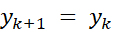 y_{k+1} = y_k